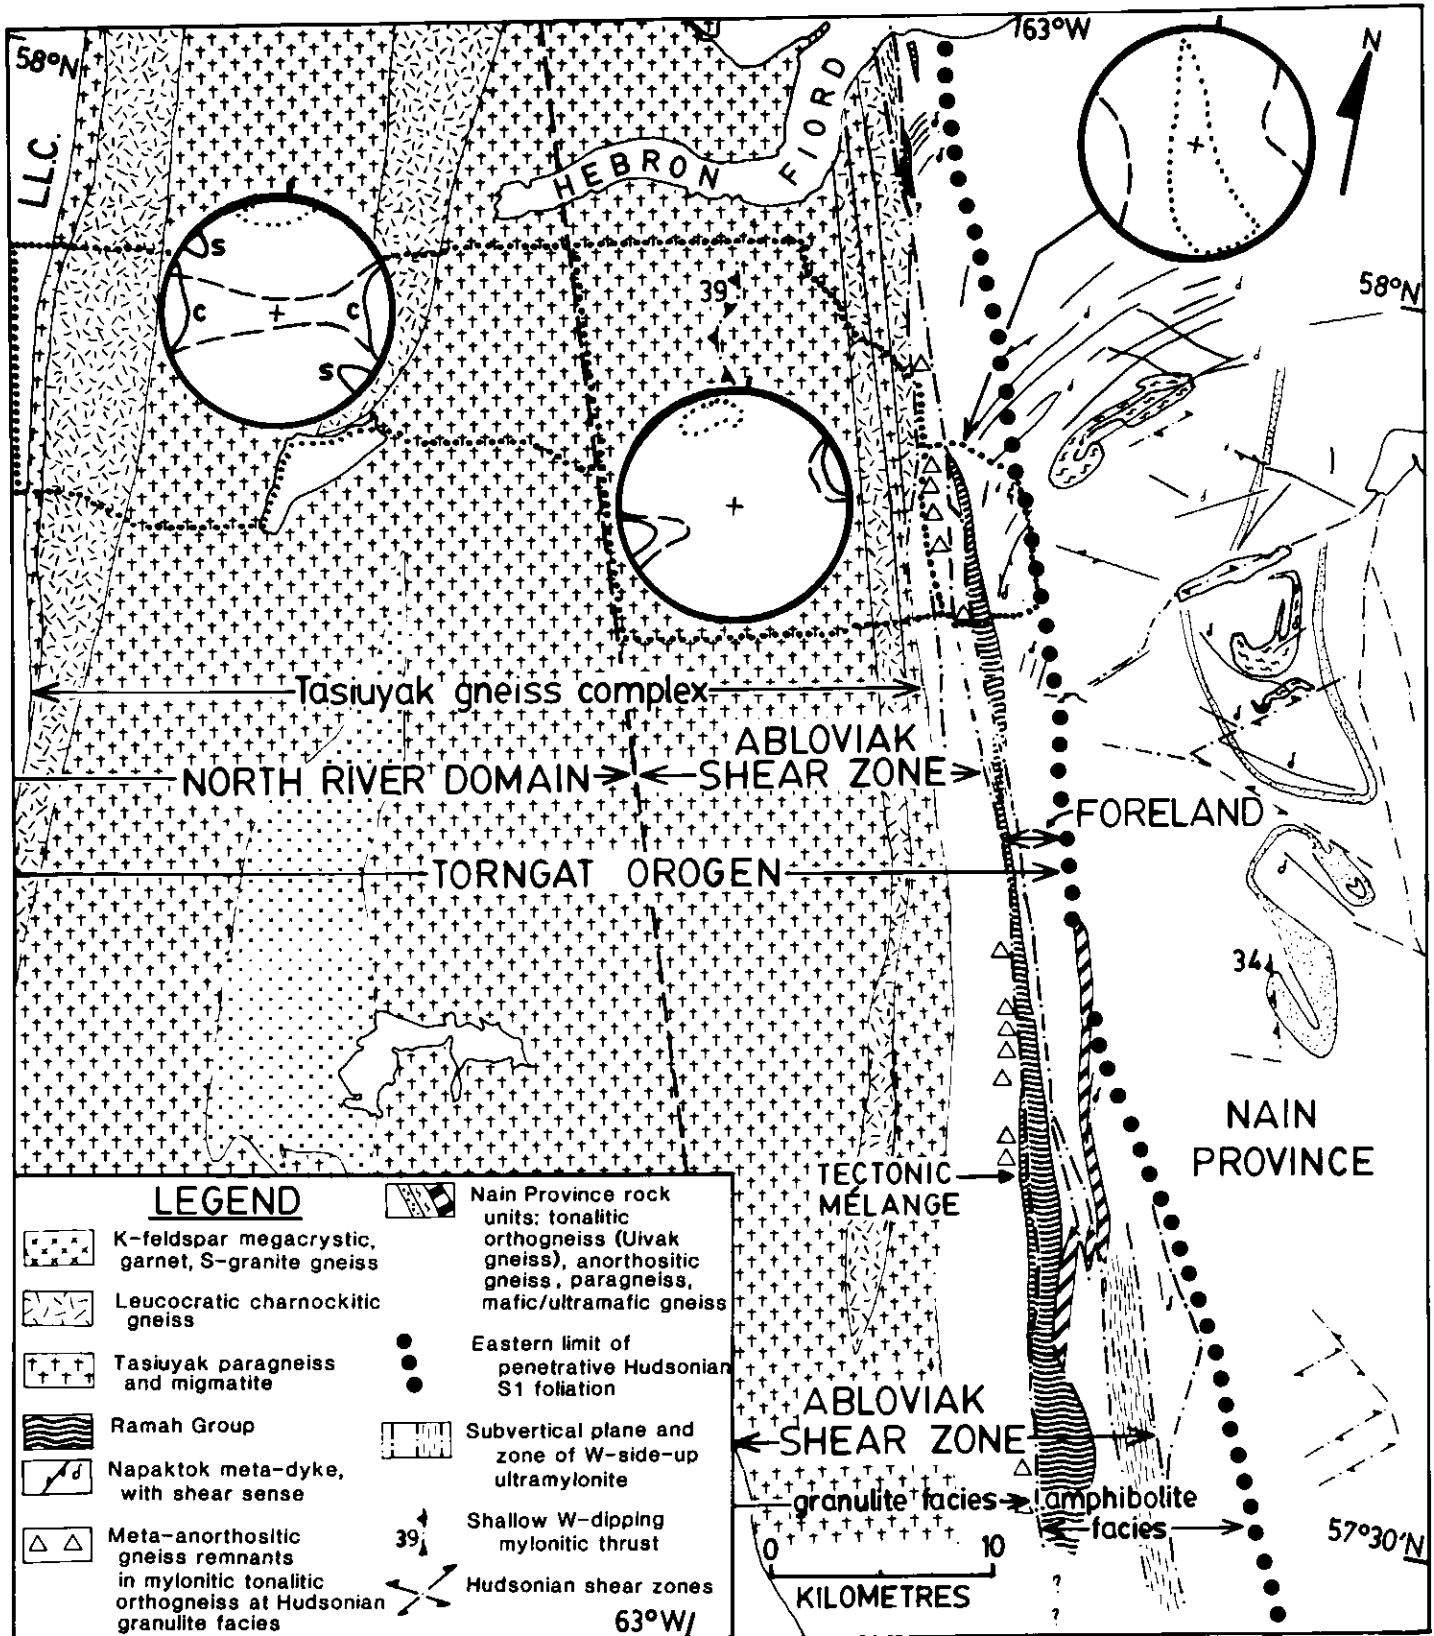 58°N
63°W
N
L.L.C.
HEBRON FIORD
58°N
S
C
C
S
39
Tasiuyak gneiss complex
ABLOVIAK
SHEAR ZONE
NORTH RIVER DOMAIN
FORELAND
TORNGAT OROGEN
34
NAIN
PROVINCE
TECTONIC
MÉLANGE
ABLOVIAK
SHEAR ZONE
granulite facies
amphibolite
facies
57°30'N
0 10
KILOMETRES
? 
?
LEGEND
K-feldspar megacrystic,
garnet, S-granite gneiss
Leucocratic charnockitic
gneiss
Tasiuyak paragneiss
and migmatite
Ramah Group
Napaktok meta-dyke,
with shear sense
d
Meta-anorthositic
gneiss remnants
in mylonitic tonalitic
orthogneiss at Hudsonian
granulite facies
Nain Province rock
units: tonalitic
orthogneiss (Uivak
gneiss), anorthositic
gneiss, paragneiss,
mafic/ultramafic gneiss
Eastern limit of
penetrative Hudsonian
S1 foliation
Subvertical plane and
zone of W-side-up
ultramylonite
39
Shallow W-dipping
mylonitic thrust
Hudsonian shear zones
63°W